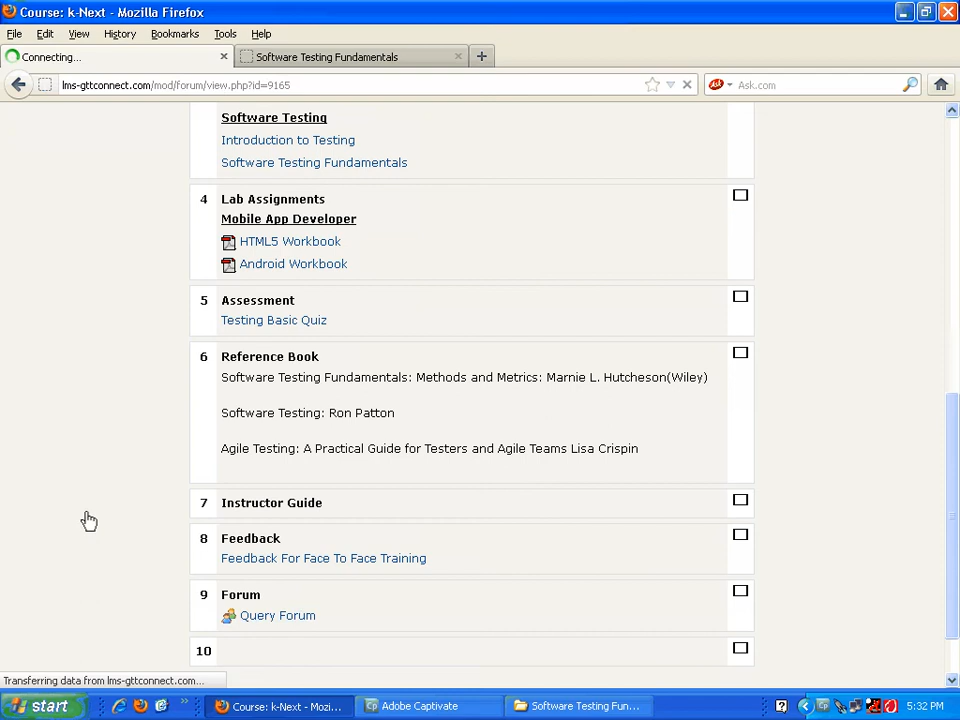 Course: k-Next - Mozilla Firefox
File Edit View History Bookmarks Tools Help
Connecting...
Software Testing Fundamentals
lms-gttconnect.com/mod/forum/view.php?id=9165
Ask.com
Software Testing
Introduction to Testing
Software Testing Fundamentals
4 Lab Assignments
Mobile App Developer
HTML5 Workbook
Android Workbook
5 Assessment
Testing Basic Quiz
6 Reference Book
Software Testing Fundamentals: Methods and Metrics: Marnie L. Hutcheson(Wiley)
Software Testing: Ron Patton
Agile Testing: A Practical Guide for Testers and Agile Teams Lisa Crispin
7 Instructor Guide
8 Feedback
Feedback For Face To Face Training
9 Forum
Query Forum
10
Transferring data from lms-gttconnect.com...
start
Course: k-Next - Mozi...
Adobe Captivate
Software Testing Fun...
5:32 PM